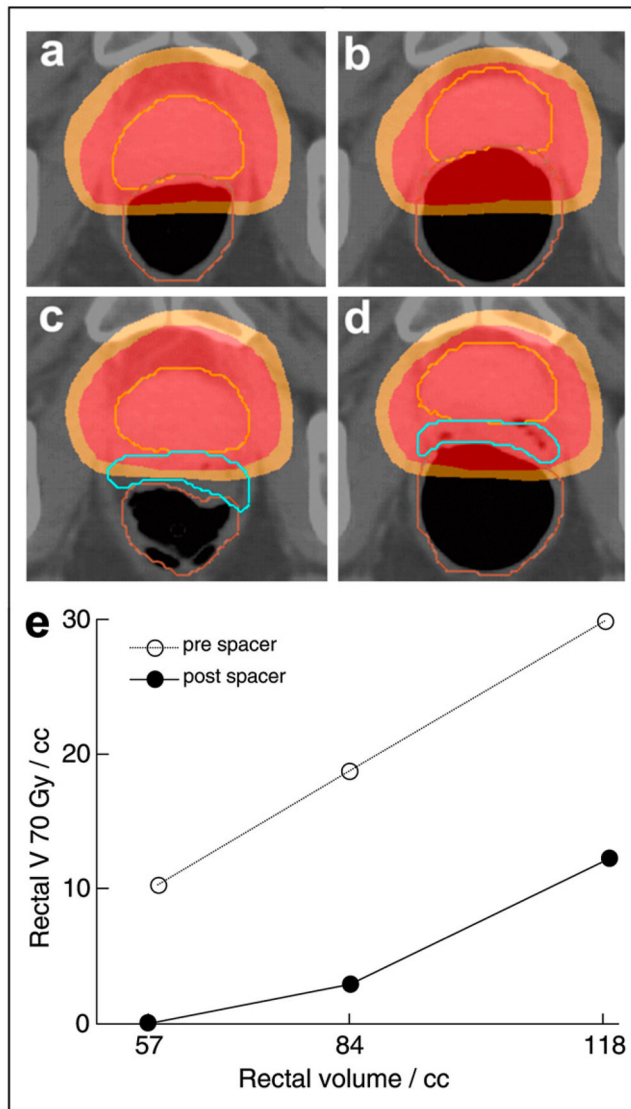 a
b
c
d
e
pre spacer
post spacer
Rectal V 70 Gy / cc
30
20
10
0
57 84 118
Rectal volume / cc